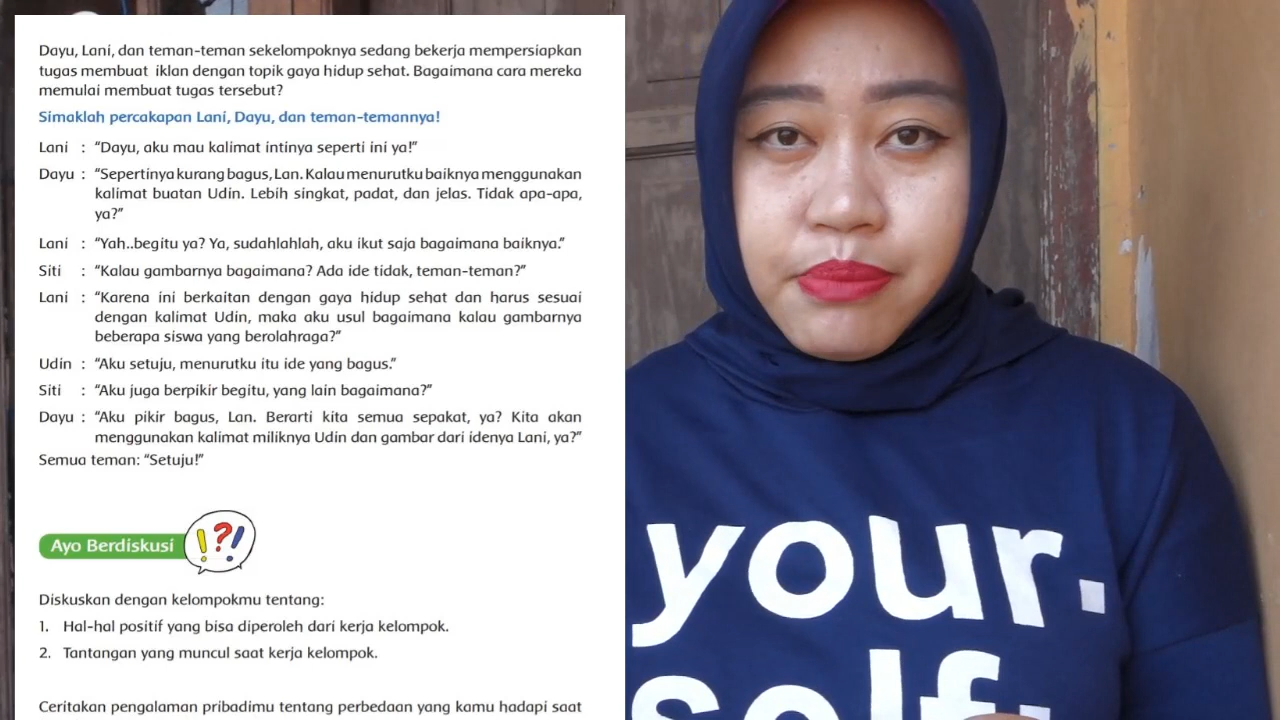 Dayu, Lani, dan teman-teman sekelompoknya sedang bekerja mempersiapkan
tugas membuat iklan dengan topik gaya hidup sehat. Bagaimana cara mereka
memulai membuat tugas tersebut?
Simaklah percakapan Lani, Dayu, dan teman-temannya!
Lani : “Dayu, aku mau kalimat intinya seperti ini ya!”
Dayu : “Sepertinya kurang bagus, Lan. Kalau menurutku baiknya menggunakan
kalimat buatan Udin. Lebih singkat, padat, dan jelas. Tidak apa-apa,
ya?”
Lani : “Yah..begitu ya? Ya, sudahlahlah, aku ikut saja bagaimana baiknya.”
Siti : “Kalau gambarnya bagaimana? Ada ide tidak, teman-teman?”
Lani : “Karena ini berkaitan dengan gaya hidup sehat dan harus sesuai
dengan kalimat Udin, maka aku usul bagaimana kalau gambarnya
beberapa siswa yang berolahraga?”
Udin : “Aku setuju, menurutku itu ide yang bagus.”
Siti : “Aku juga berpikir begitu, yang lain bagaimana?”
Dayu : “Aku pikir bagus, Lan. Berarti kita semua sepakat, ya? Kita akan
menggunakan kalimat miliknya Udin dan gambar dari idenya Lani, ya?”
Semua teman: “Setuju!”
Ayo Berdiskusi !?!
Diskusikan dengan kelompokmu tentang:
1. Hal-hal positif yang bisa diperoleh dari kerja kelompok.
2. Tantangan yang muncul saat kerja kelompok.
Ceritakan pengalaman pribadimu tentang perbedaan yang kamu hadapi saat
your.
self.